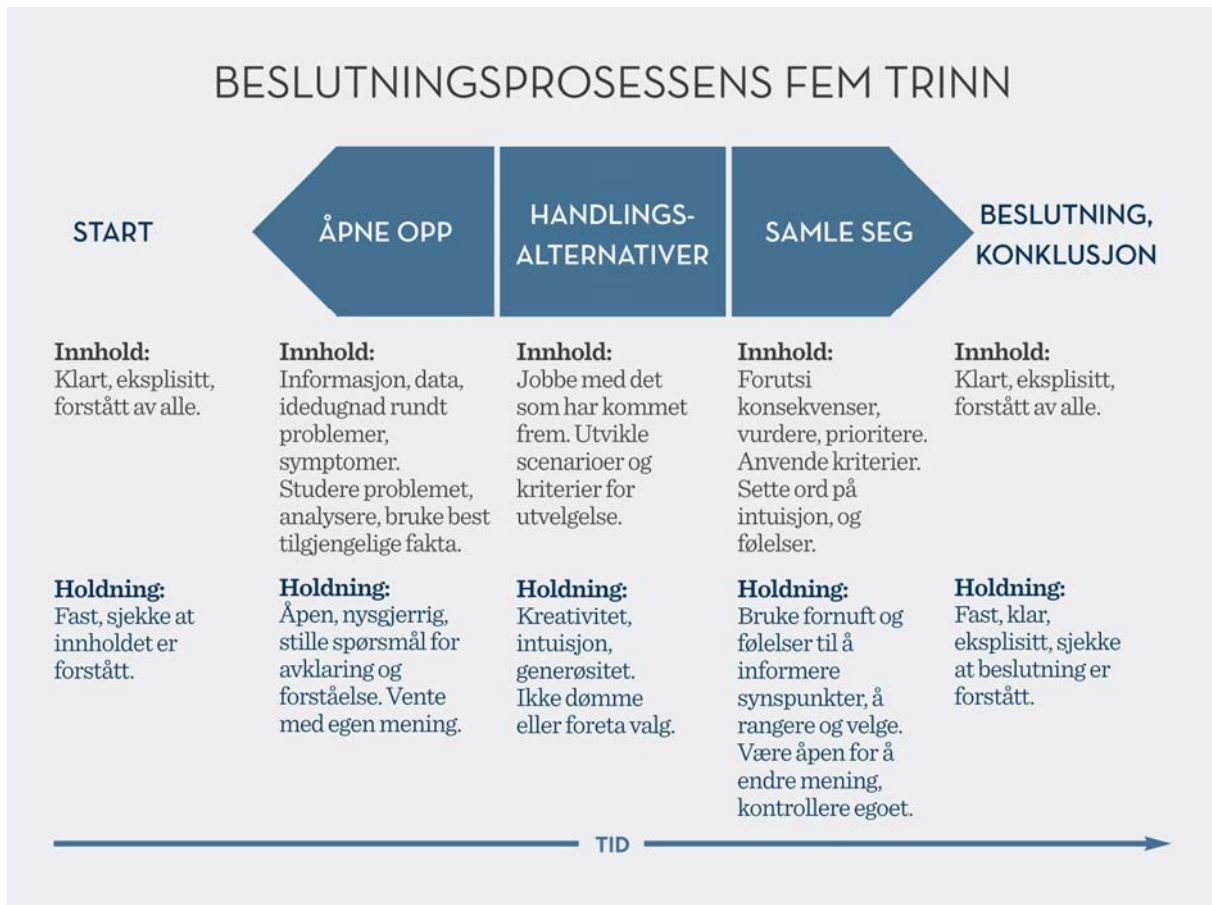 BESLUTNINGSPROSESSENS FEM TRINN
START
ÅPNE OPP
HANDLINGS-
ALTERNATIVER
SAMLE SEG
BESLUTNING,
KONKLUSJON
Innhold:
Klart, eksplisitt,
forstått av alle.
Holdning:
Fast, sjekke at
innholdet er
forstått.
Innhold:
Informasjon, data,
idedugnad rundt
problemer,
symptomer.
Studere problemet,
analysere, bruke best
tilgjengelige fakta.
Holdning:
Åpen, nysgjerrig,
stille spørsmål for
avklaring og
forståelse. Vente
med egen mening.
Innhold:
Jobbe med det
som har kommet
frem. Utvikle
scenarioer og
kriterier for
utvelgelse.
Holdning:
Kreativitet,
intuisjon,
generøsitet.
Ikke dømme
eller foreta valg.
Innhold:
Forutsi
konsekvenser,
vurdere, prioritere.
Anvende kriterier.
Sette ord på
intuisjon, og
følelser.
Holdning:
Bruke fornuft og
følelser til å
informere
synspunkter, å
rangere og velge.
Være åpen for å
endre mening,
kontrollere egoet.
Innhold:
Klart, eksplisitt,
forstått av alle.
Holdning:
Fast, klar,
eksplisitt, sjekke
at beslutning er
forstått.
TID